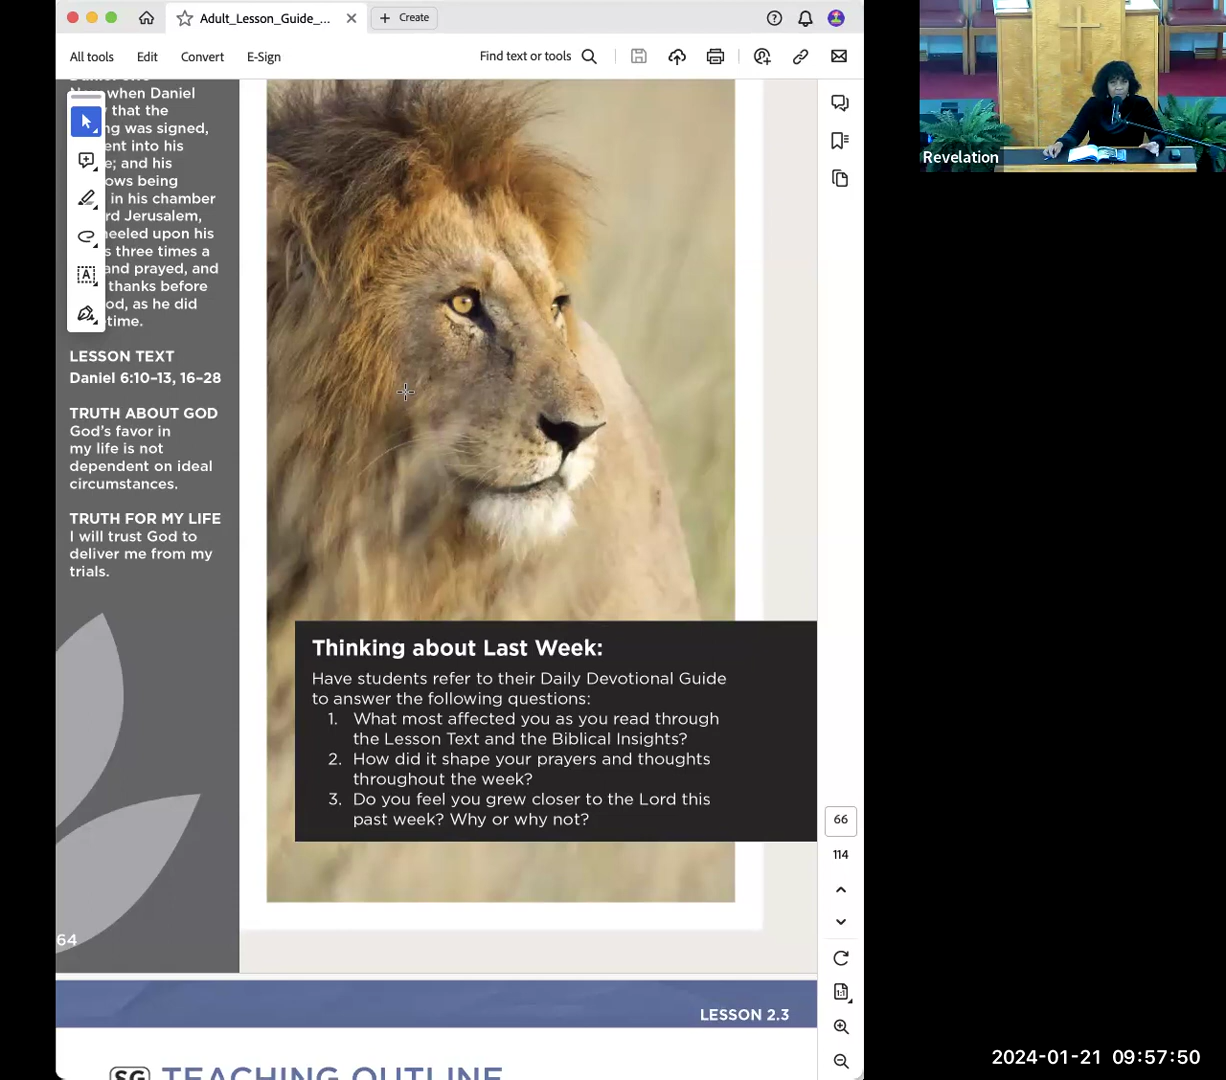 Adult_Lesson_Guide_...
Create
All tools
Edit
Convert
E-Sign
Find text or tools
when Daniel
that the
was signed,
into his
and his
being
in his chamber
Jerusalem,
upon his
three times a
and prayed, and
thanks before
as he did
LESSON TEXT
Daniel 6:10–13, 16–28
TRUTH ABOUT GOD
God's favor in
my life is not
dependent on ideal
circumstances.
TRUTH FOR MY LIFE
I will trust God to
deliver me from my
trials.
64
Thinking about Last Week:
Have students refer to their Daily Devotional Guide
to answer the following questions:
1. What most affected you as you read through
the Lesson Text and the Biblical Insights?
2. How did it shape your prayers and thoughts
throughout the week?
3. Do you feel you grew closer to the Lord this
past week? Why or why not?
66
114
LESSON 2.3
SG TEACHING OUTLINE
Revelation
2024-01-21 09:57:50